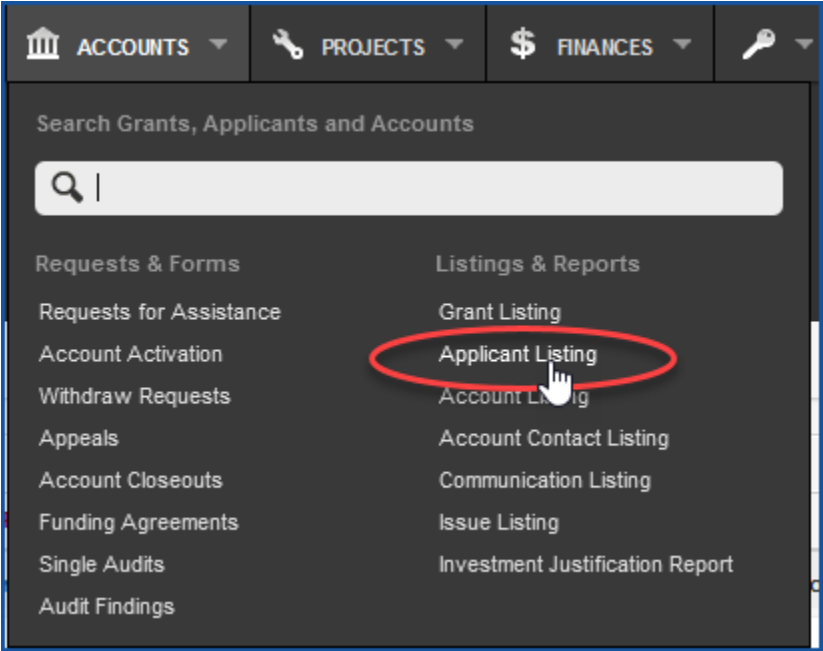 ACCOUNTS PROJECTS $ FINANCES
Search Grants, Applicants and Accounts
Requests & Forms
Requests for Assistance
Account Activation
Withdraw Requests
Appeals
Account Closeouts
Funding Agreements
Single Audits
Audit Findings
Listings & Reports
Grant Listing
Applicant Listing
Account Listing
Account Contact Listing
Communication Listing
Issue Listing
Investment Justification Report